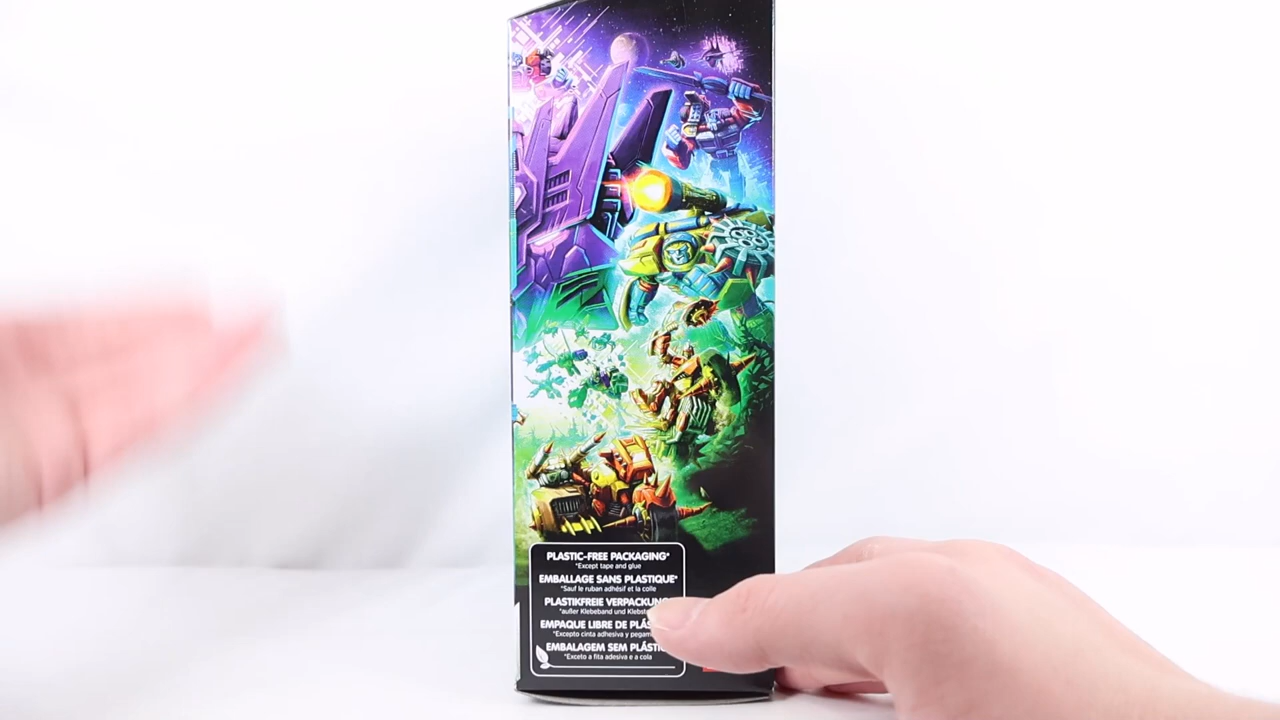 PLASTIC-FREE PACKAGING*
*Except tape and glue
EMBALLAGE SANS PLASTIQUE*
*Sauf le ruban adhésif et la colle
PLASTIKFREIE VERPACKUNG
*außer Klebeband und
EMPAQUE LIBRE DE
*Excepto cinta adhesiva y
EMBALAGEM SEM
*Exceto a fita adesiva e a cola